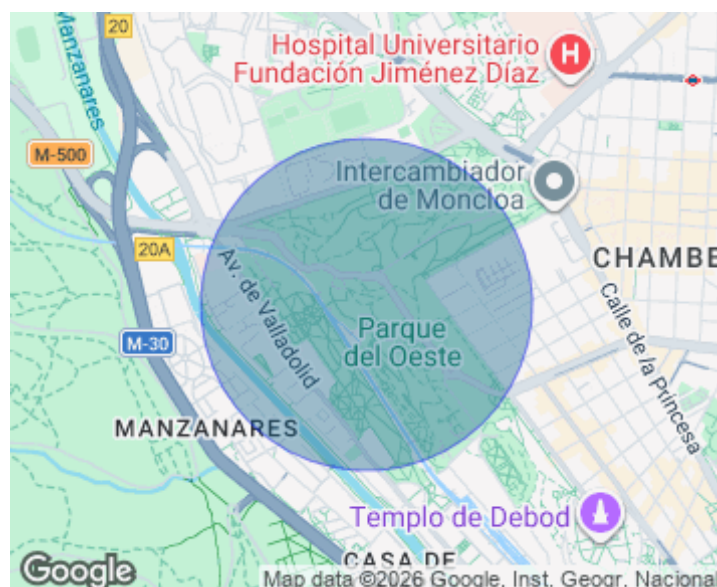 20
Manzanares
Hospital Universitario
Fundación Jiménez Díaz
H
M-500
Intercambiador
de Moncloa
20A
CHAMBE
Av. de Valladolid
Calle de la Princesa
M-30
Parque
del Oeste
MANZANARES
Templo de Debod
CASA DE
Google
Map data ©2026 Google, Inst. Geogr. Nacional